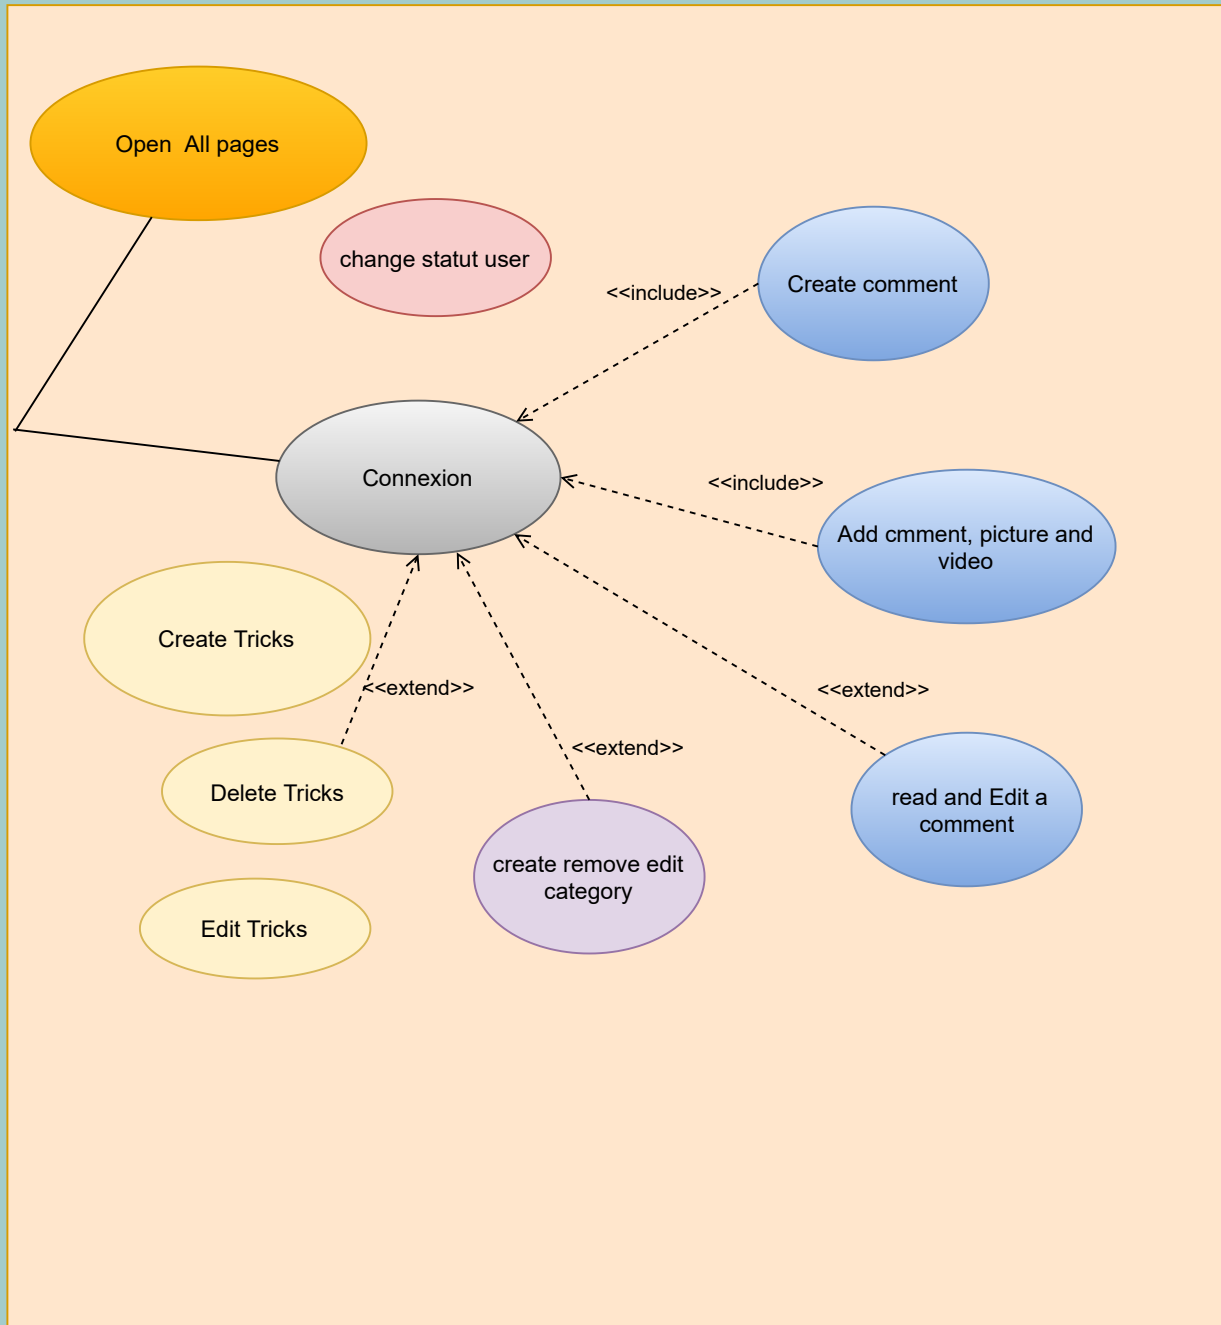 Open  All pages
change statut user
<<include>>
Create comment
Connexion
<<include>>
Add cmment, picture and
video
Create Tricks
<<extend>>
<<extend>>
<<extend>>
Delete Tricks
read and Edit a
comment
create remove edit
category
Edit Tricks